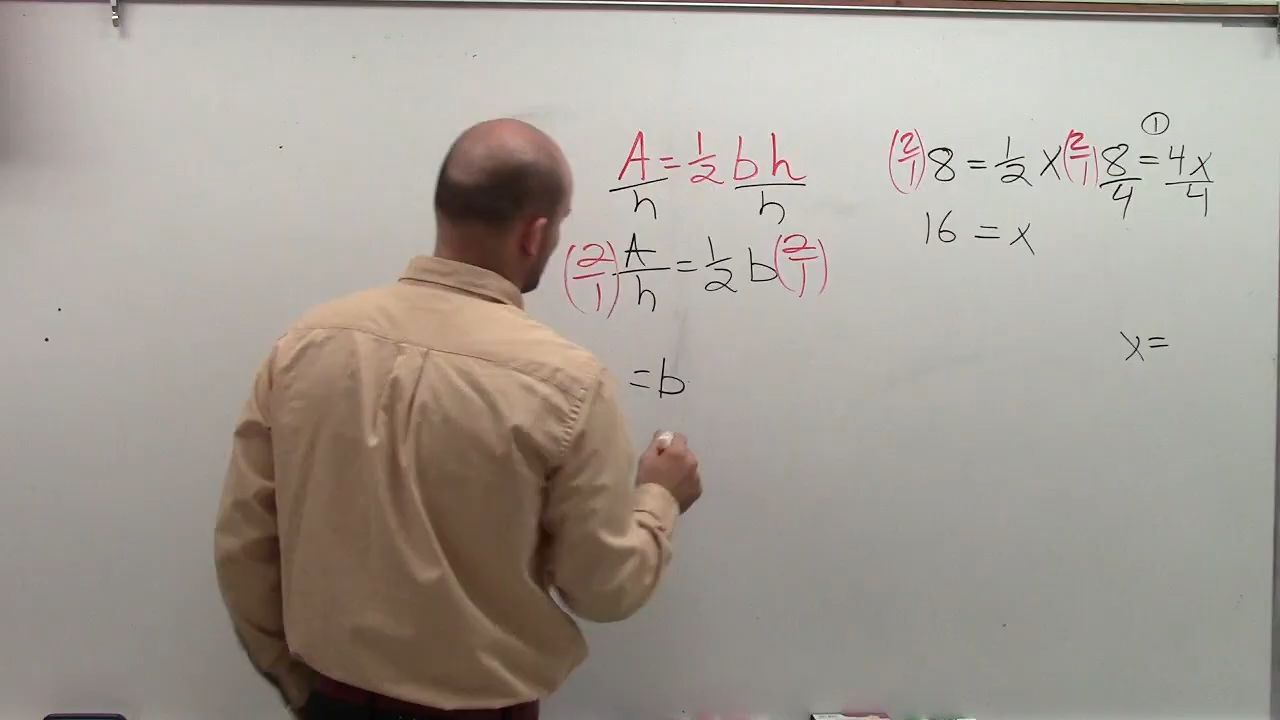 A = 1/2 b h
h h
(2/1) A/h = 1/2 b (2/1)
= b
(2/1) 8 = 1/2 x (2/1)
16 = x
①
8/4 = 4x/4
x =